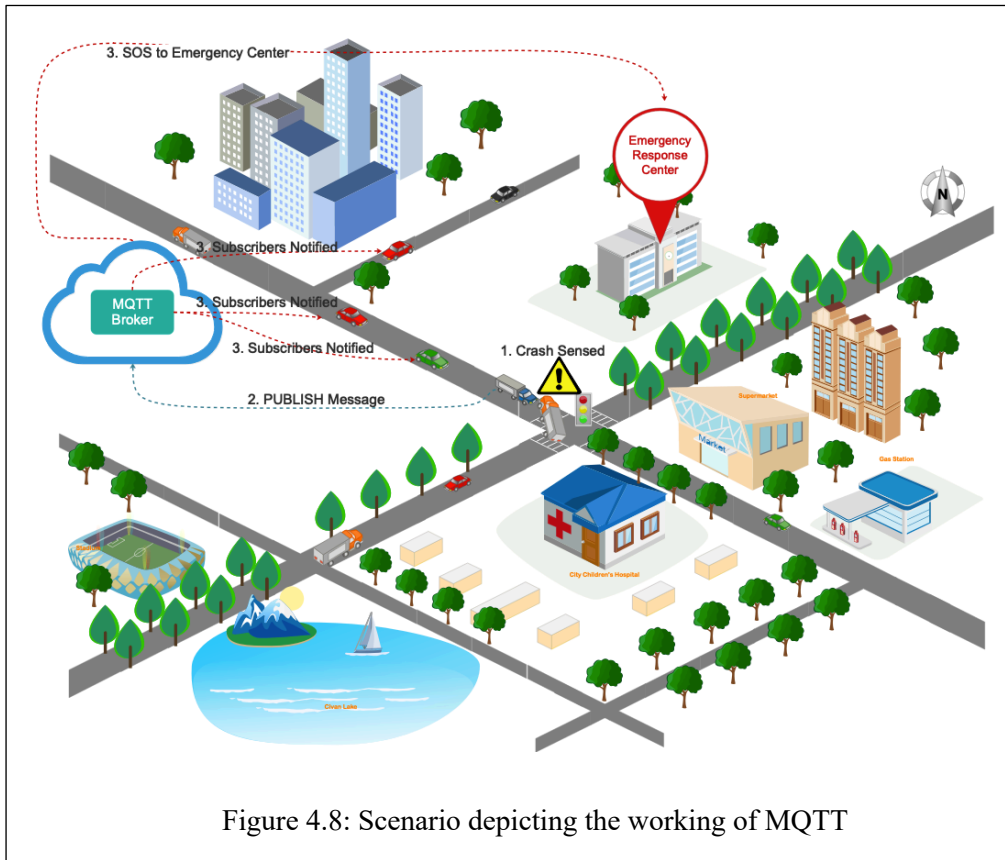 3. SOS to Emergency Center
Emergency
Response
Center
N
3. Subscribers Notified
MQTT
Broker
3. Subscribers Notified
3. Subscribers Notified
1. Crash Sensed
2. PUBLISH Message
Supermarket
Market
Gas Station
Stadium
City Children's Hospital
Civan Lake
Figure 4.8: Scenario depicting the working of MQTT